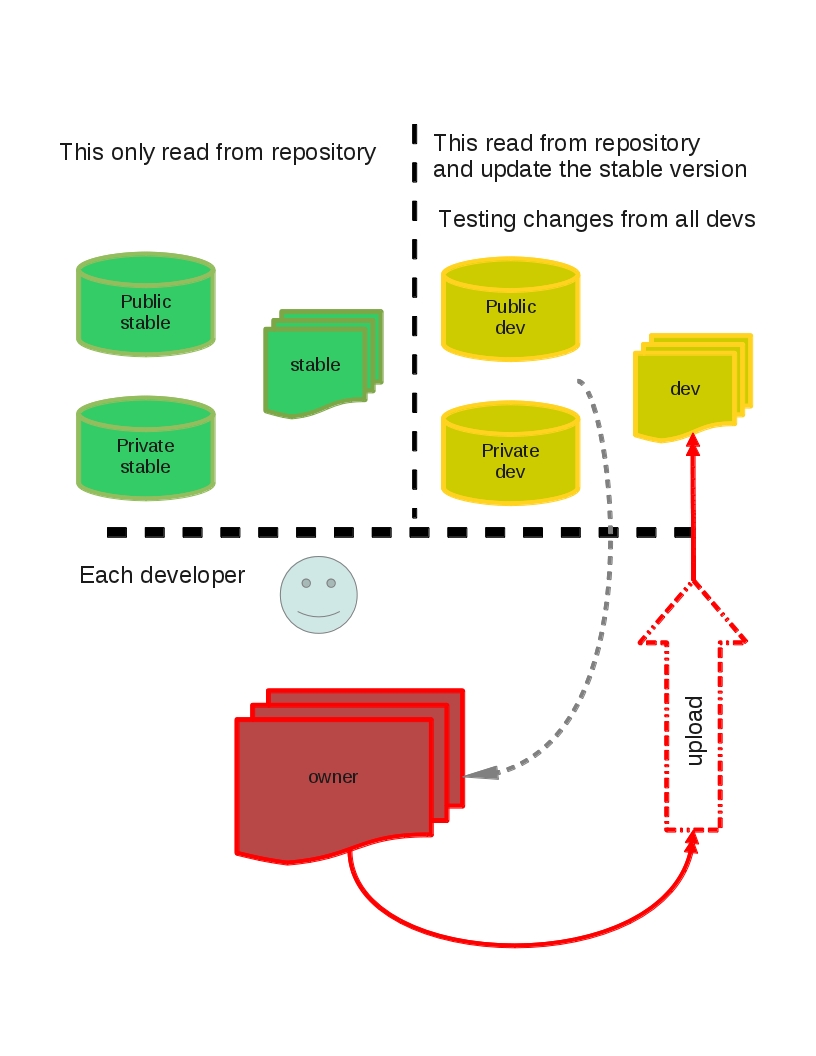 This only read from repository
This read from repository
and update the stable version
Testing changes from all devs
Public
stable
stable
Private
stable
Public
dev
dev
Private
dev
Each developer
owner
upload